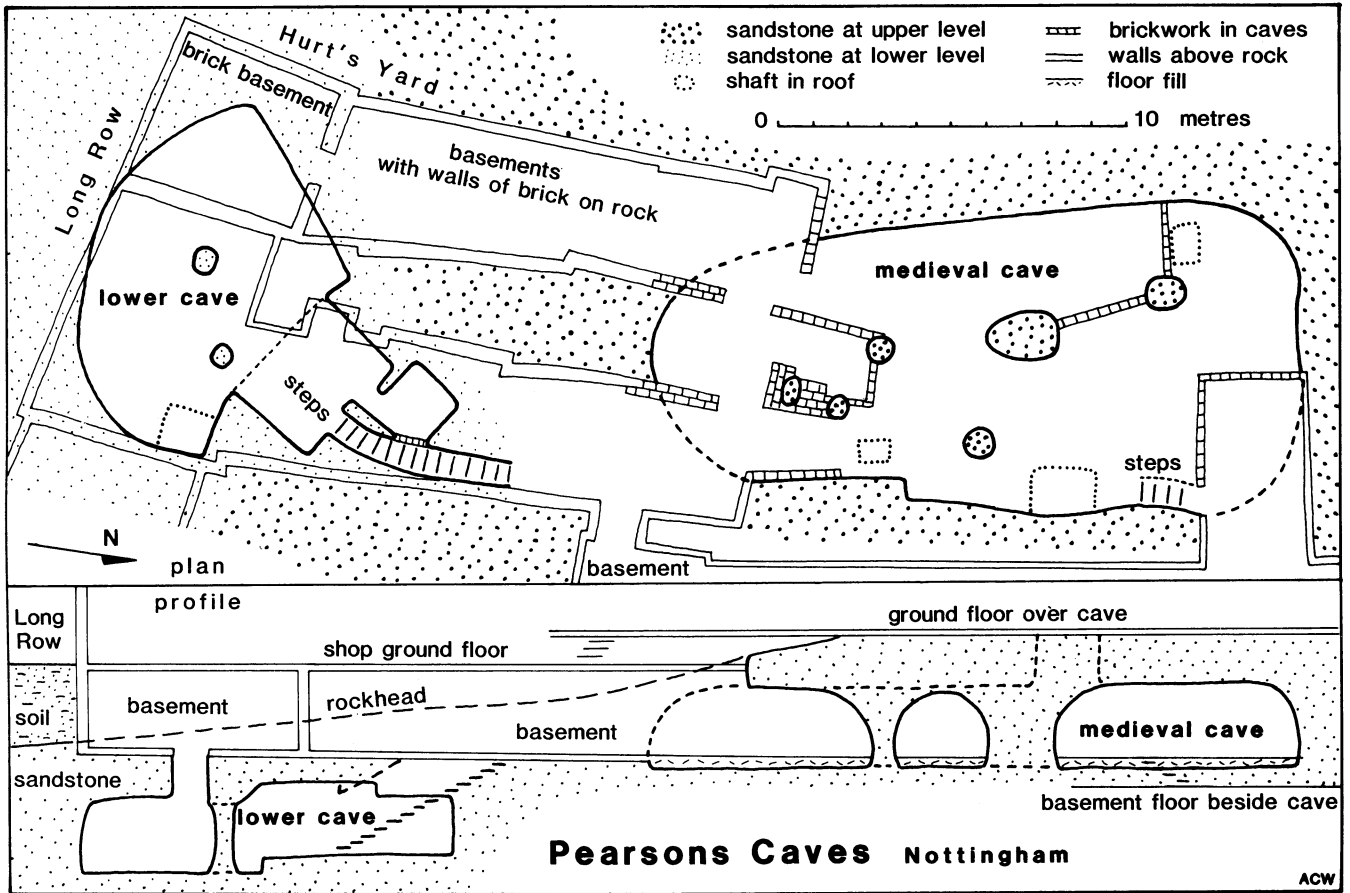 Hurt's Yard
brick basement
Long Row
sandstone at upper level
sandstone at lower level
shaft in roof
brickwork in caves
walls above rock
floor fill
0 10 metres
basements
with walls of brick on rock
medieval cave
lower cave
steps
steps
N
plan
basement
profile
Long
Row
ground floor over cave
shop ground floor
rockhead
basement
soil
basement
medieval cave
sandstone
lower cave
basement floor beside cave
Pearsons Caves Nottingham
ACW